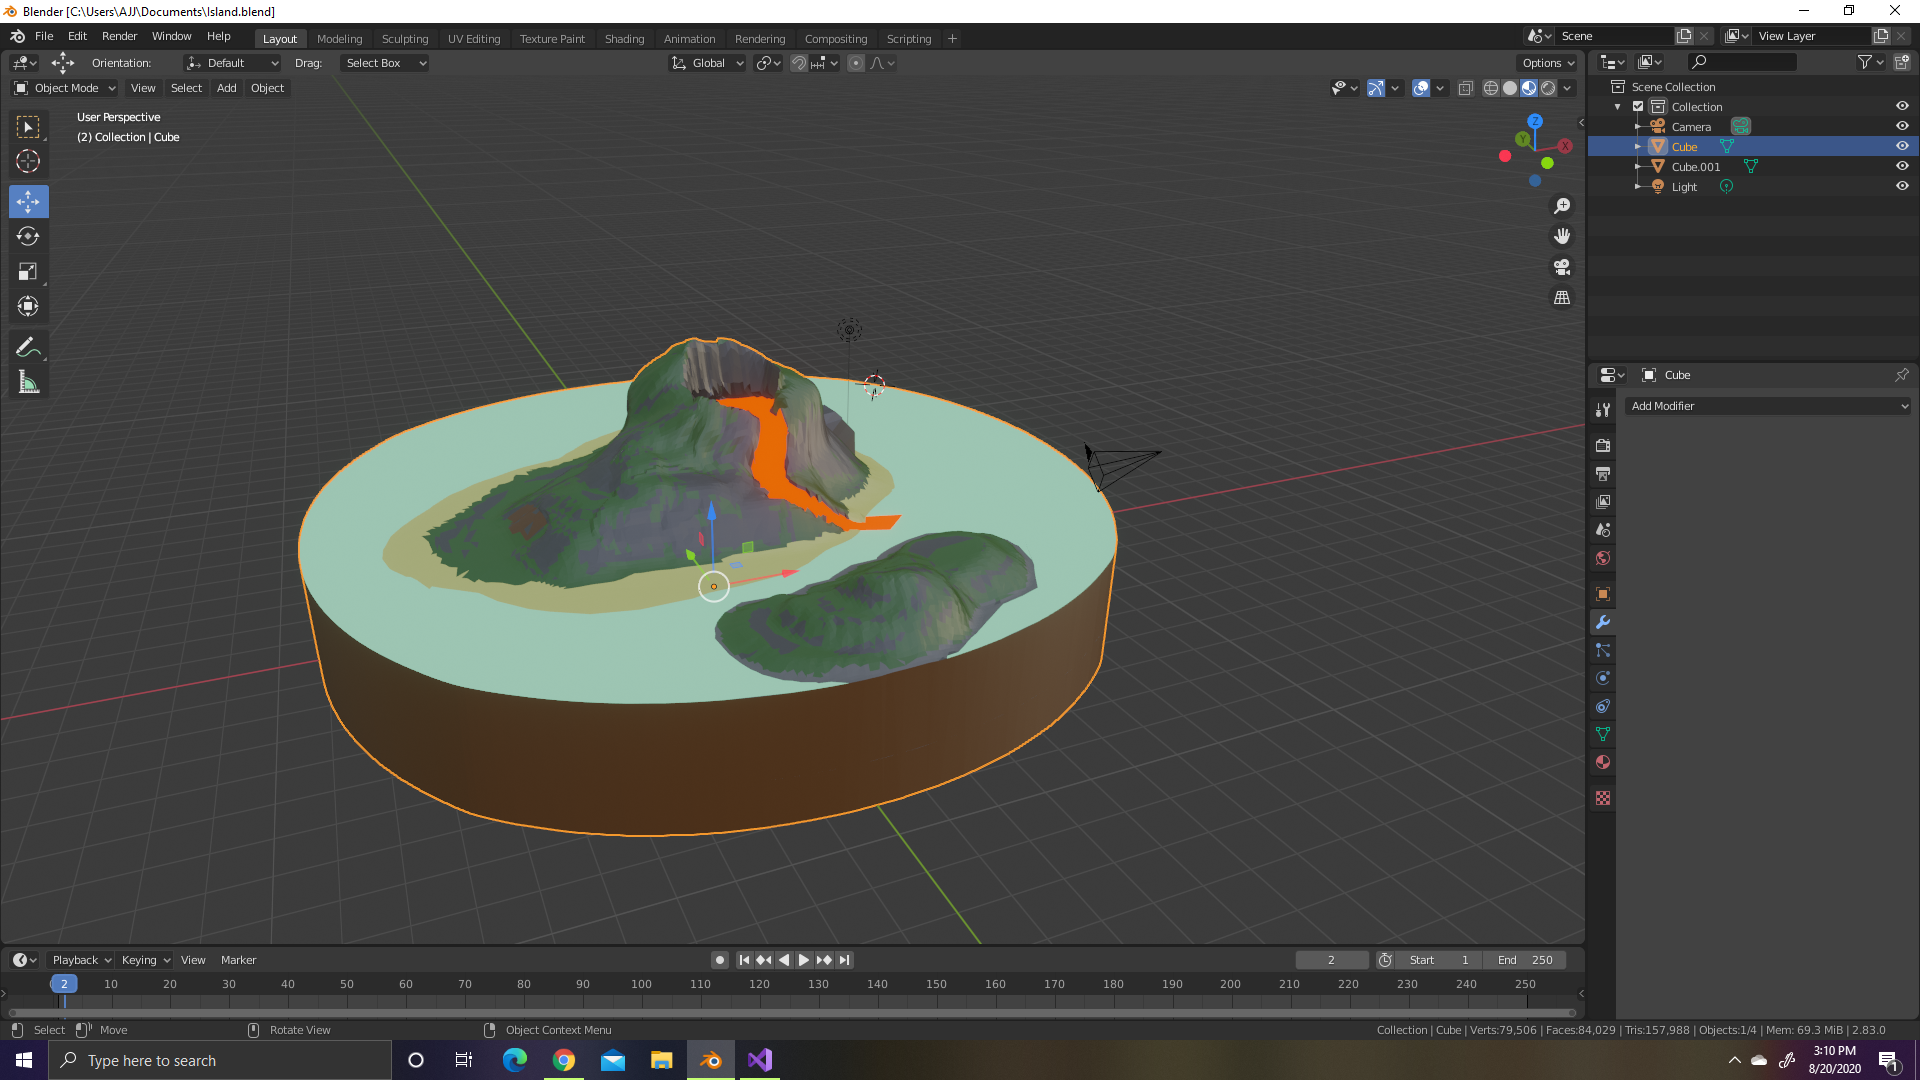 Blender [C:\Users\AJJ\Documents\Island.blend]
File Edit Render Window Help Layout Modeling Sculpting UV Editing Texture Paint Shading Animation Rendering Compositing Scripting + Scene View Layer
Orientation: Default Drag: Select Box Global Options
Object Mode View Select Add Object
User Perspective
(2) Collection | Cube
Z
Y
X
Scene Collection
Collection
Camera
Cube
Cube.001
Light
Cube
Add Modifier
Playback Keying View Marker 2 Start 1 End 250
2 10 20 30 40 50 60 70 80 90 100 110 120 130 140 150 160 170 180 190 200 210 220 230 240 250
Select Move Rotate View Object Context Menu Collection | Cube | Verts:79,506 | Faces:84,029 | Tris:157,988 | Objects:1/4 | Mem: 69.3 MiB | 2.83.0
Type here to search
3:10 PM
8/20/2020
1